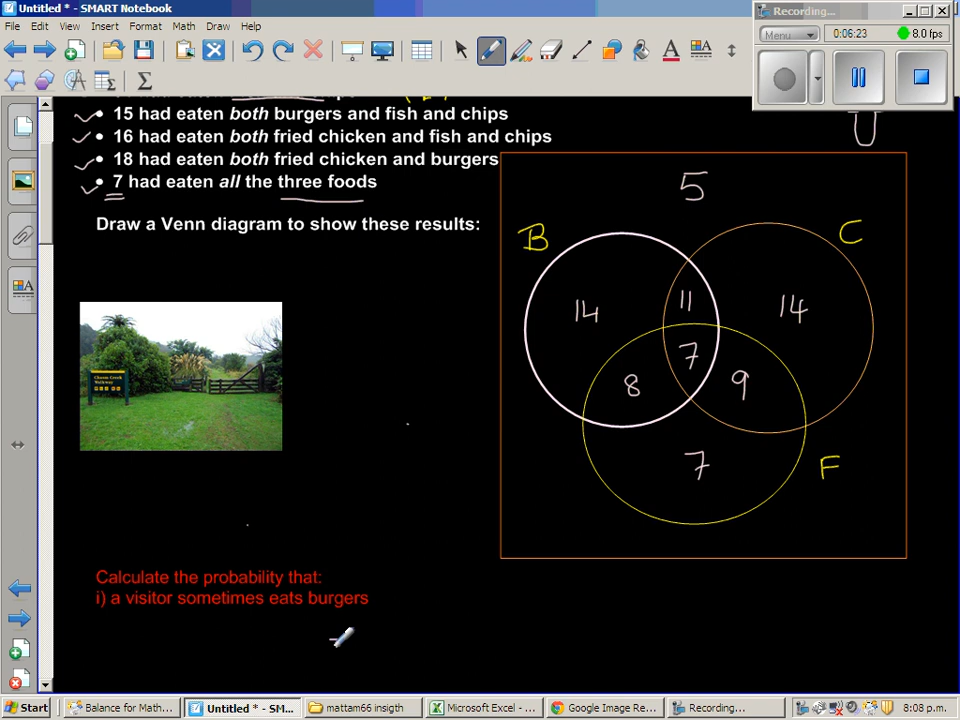 Untitled * - SMART Notebook
File Edit View Insert Format Math Draw Help
Recording...
Menu 0:06:23 8.0 fps
• 15 had eaten both burgers and fish and chips
• 16 had eaten both fried chicken and fish and chips
• 18 had eaten both fried chicken and burgers
• 7 had eaten all the three foods
Draw a Venn diagram to show these results:
U
5
B
C
14
11
14
7
8
9
7
F
Calculate the probability that:
i) a visitor sometimes eats burgers
Start Balance for Math... Untitled * - SM... mattam66 insigth Microsoft Excel - B... Google Image Re... Recording... 8:08 p.m.